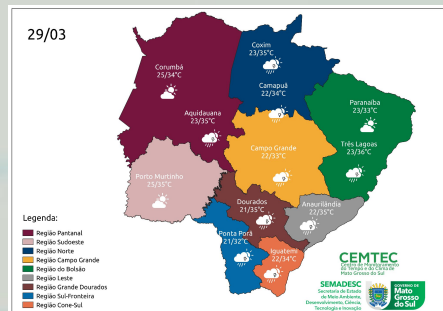 29/03
Coxim
23/35°C
Corumbá
25/34°C
Camapuã
22/34°C
Paranaíba
23/33°C
Aquidauana
23/35°C
Três Lagoas
23/36°C
Campo Grande
22/33°C
Porto Murtinho
25/35°C
Dourados
21/35°C
Anaurilândia
22/35°C
Ponta Porã
21/32°C
Iguatemi
22/34°C
Legenda:
Região Pantanal
Região Sudoeste
Região Norte
Região Campo Grande
Região do Bolsão
Região Leste
Região Grande Dourados
Região Sul-Fronteira
Região Cone-Sul
CEMTEC
Centro de Monitoramento
do Tempo e do Clima de
Mato Grosso do Sul
SEMADESC
Secretaria de Estado
de Meio Ambiente,
Desenvolvimento, Ciência,
Tecnologia e Inovação
GOVERNO DE
Mato
Grosso
do Sul